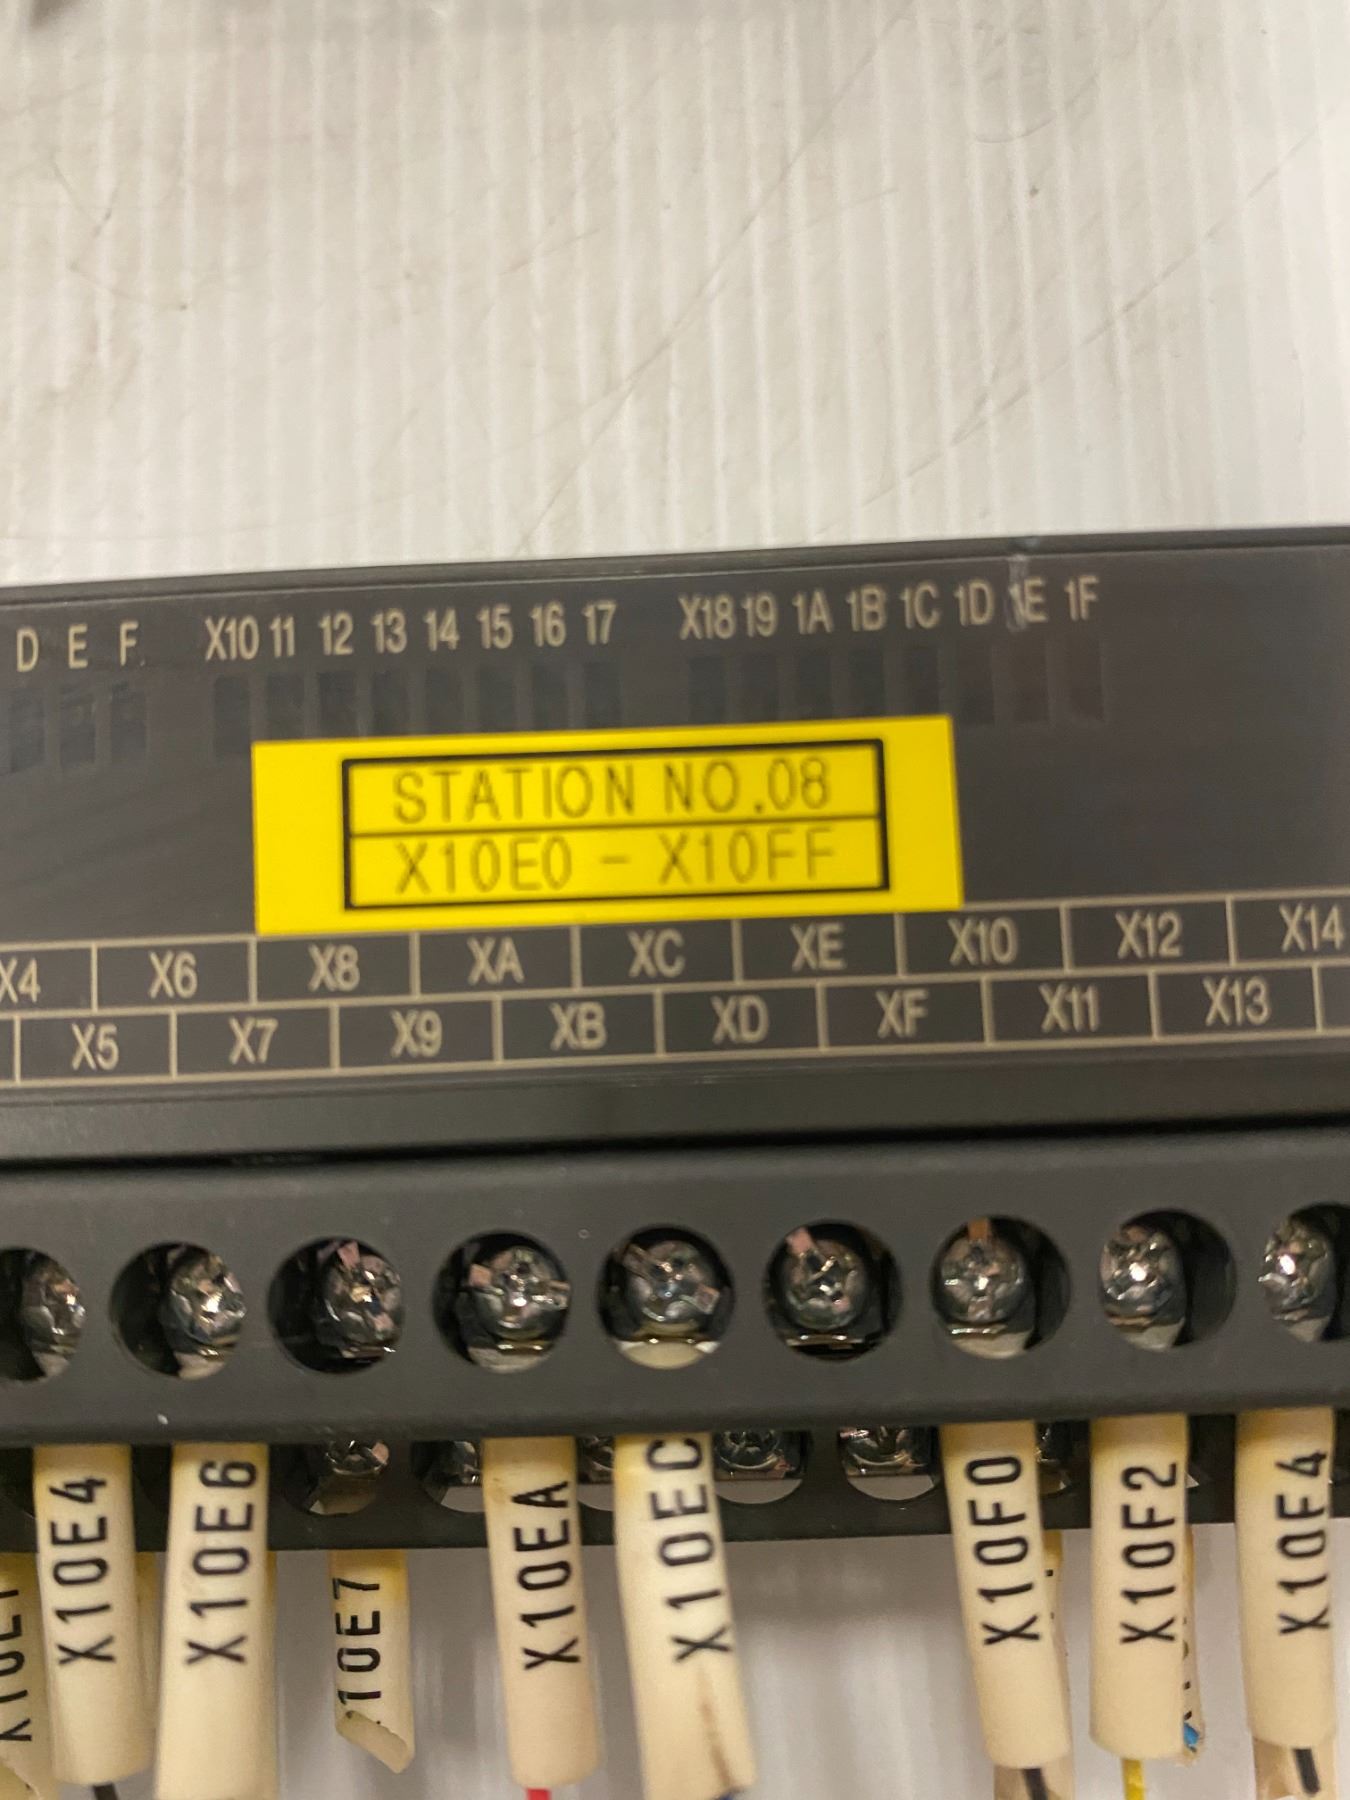 D E F X10 11 12 13 14 15 16 17 X18 19 1A 1B 1C 1D 1E 1F
STATION NO.08
X10E0 - X10FF
X4 X6 X8 XA XC XE X10 X12 X14
X5 X7 X9 XB XD XF X11 X13
X10E4 X10E6 X10EA X10EC X10F0 X10F2 X10F4
10E7